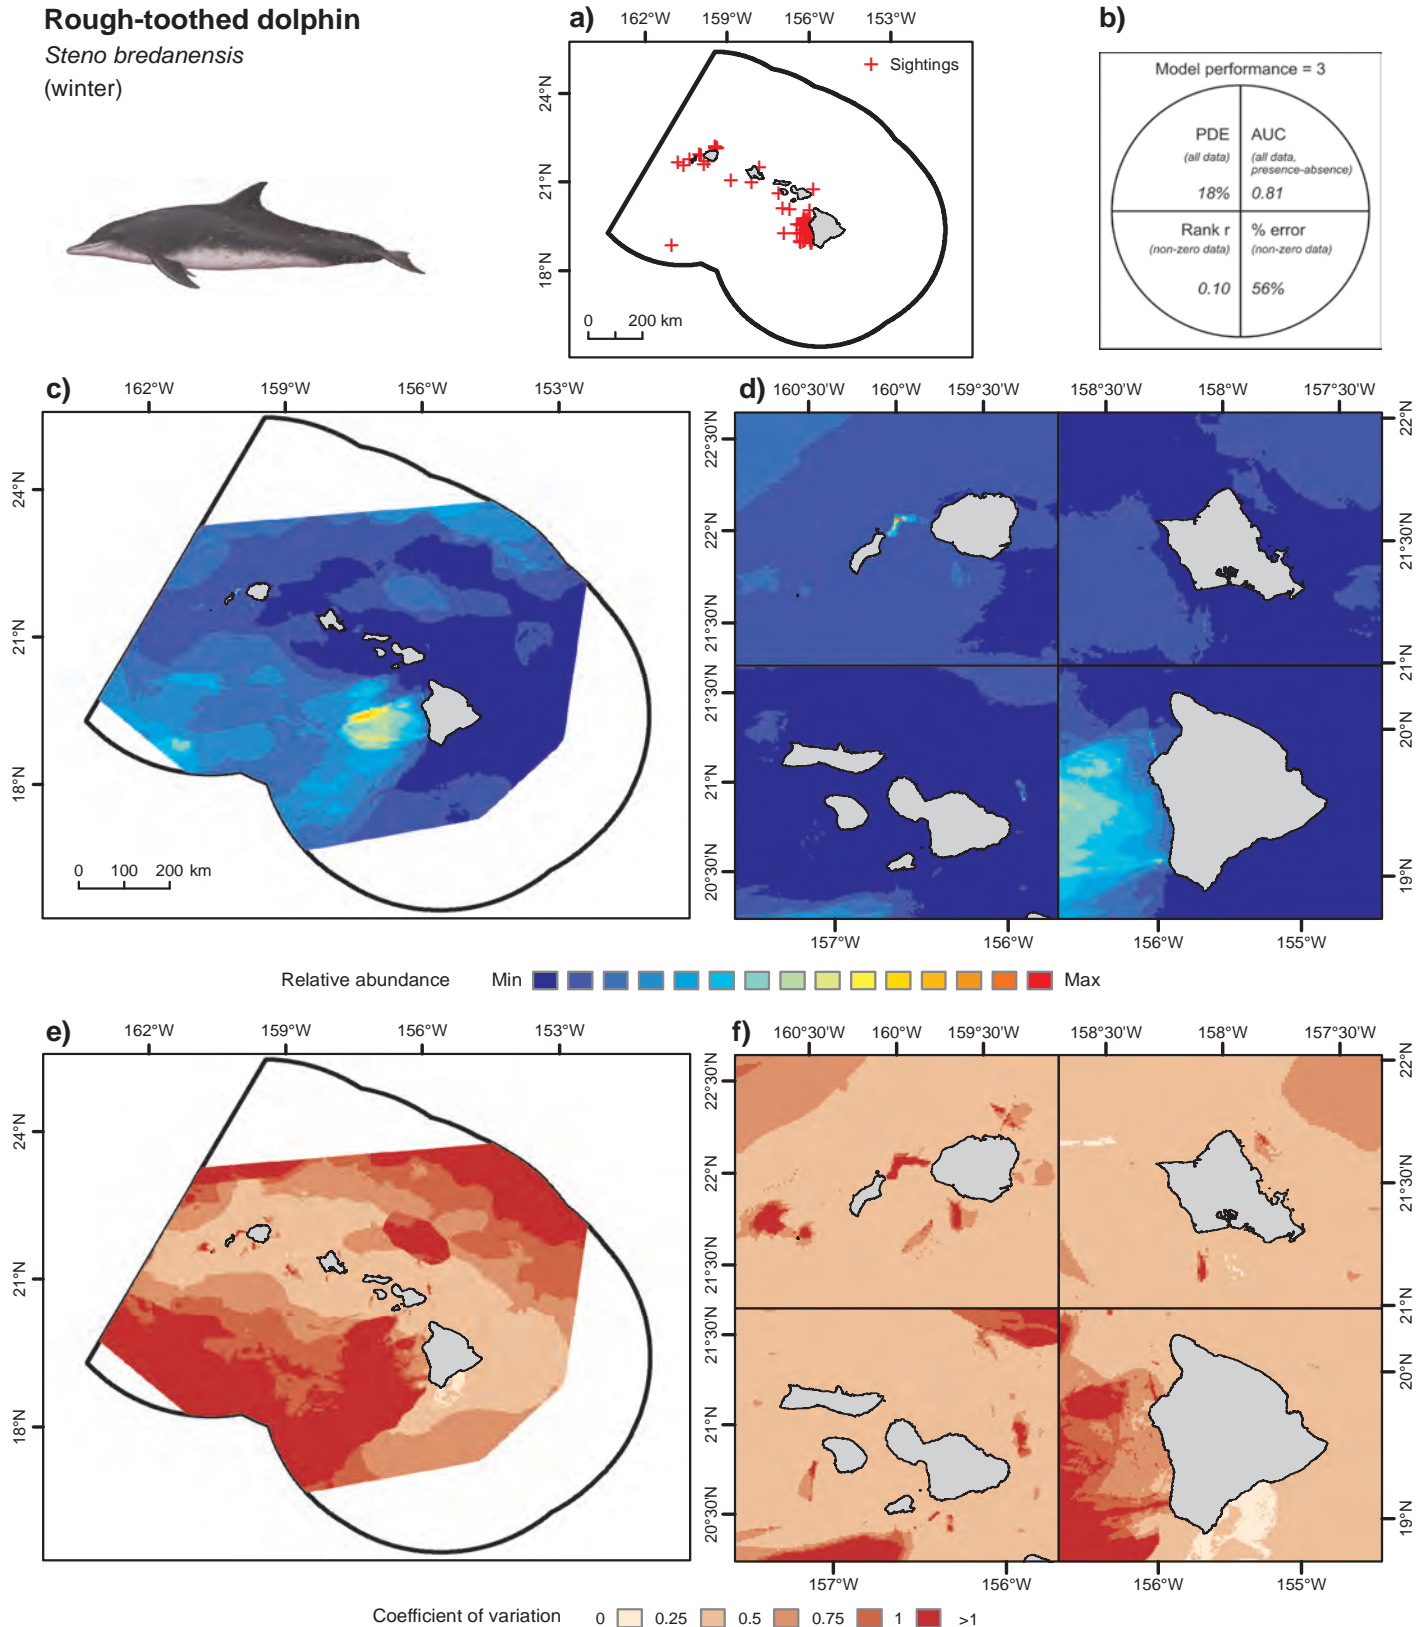 Rough-toothed dolphin
Steno bredanensis
(winter)
a)
162°W 159°W 156°W 153°W
24°N
21°N
18°N
Sightings
0 200 km
b)
Model performance = 3
PDE
(all data)
18%
AUC
(all data,
presence-absence)
0.81
Rank r
(non-zero data)
0.10
% error
(non-zero data)
56%
c)
162°W 159°W 156°W 153°W
24°N
21°N
18°N
0 100 200 km
d)
160°30'W 160°W 159°30'W 158°30'W 158°W 157°30'W
22°30'N
22°N
21°30'N
22°N
21°30'N
21°N
21°30'N
21°N
20°30'N
20°N
19°N
157°W 156°W 156°W 155°W
Relative abundance Min Max
e)
162°W 159°W 156°W 153°W
24°N
21°N
18°N
f)
160°30'W 160°W 159°30'W 158°30'W 158°W 157°30'W
22°30'N
22°N
21°30'N
22°N
21°30'N
21°N
21°30'N
21°N
20°30'N
20°N
19°N
157°W 156°W 156°W 155°W
Coefficient of variation 0 0.25 0.5 0.75 1 >1